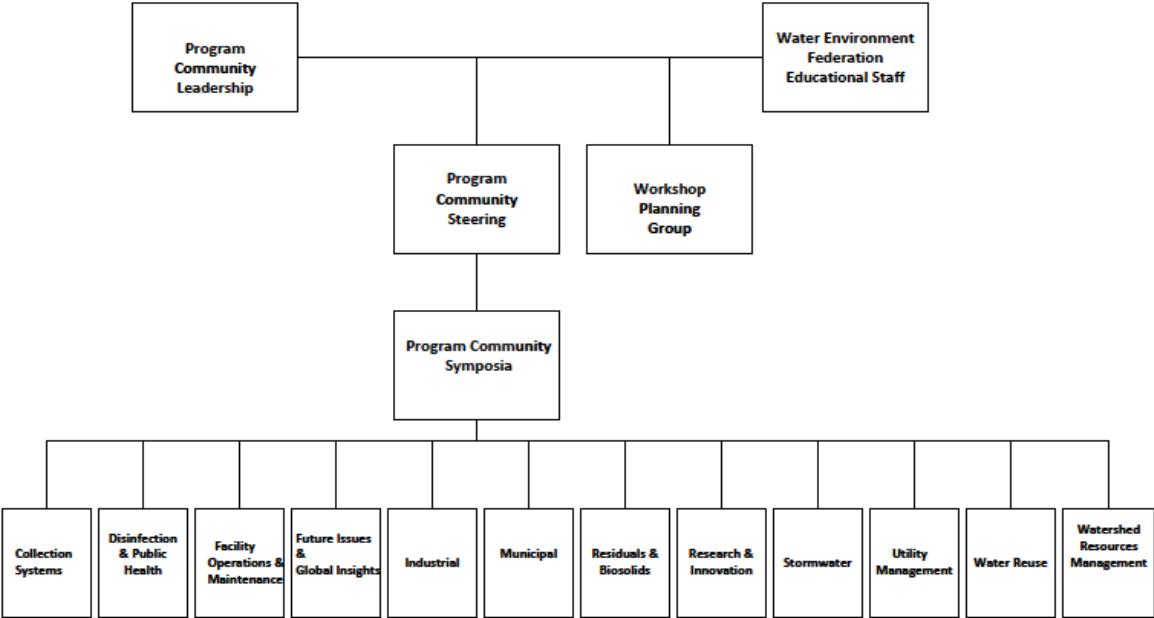 Program
Community
Leadership
Water Environment
Federation
Educational Staff
Program
Community
Steering
Workshop
Planning
Group
Program Community
Symposia
Collection
Systems
Disinfection
& Public
Health
Facility
Operations &
Maintenance
Future Issues
&
Global Insights
Industrial
Municipal
Residuals &
Biosolids
Research &
Innovation
Stormwater
Utility
Management
Water Reuse
Watershed
Resources
Management